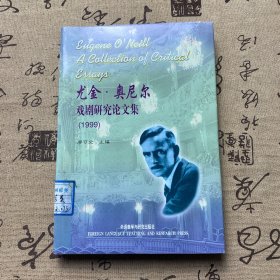 Eugene O'Neill
A Collection of Critical
Essays
尤金·奥尼尔
戏剧研究论文集
(1999)
主编
外语教学与研究出版社
FOREIGN LANGUAGE TEACHING AND RESEARCH PRESS